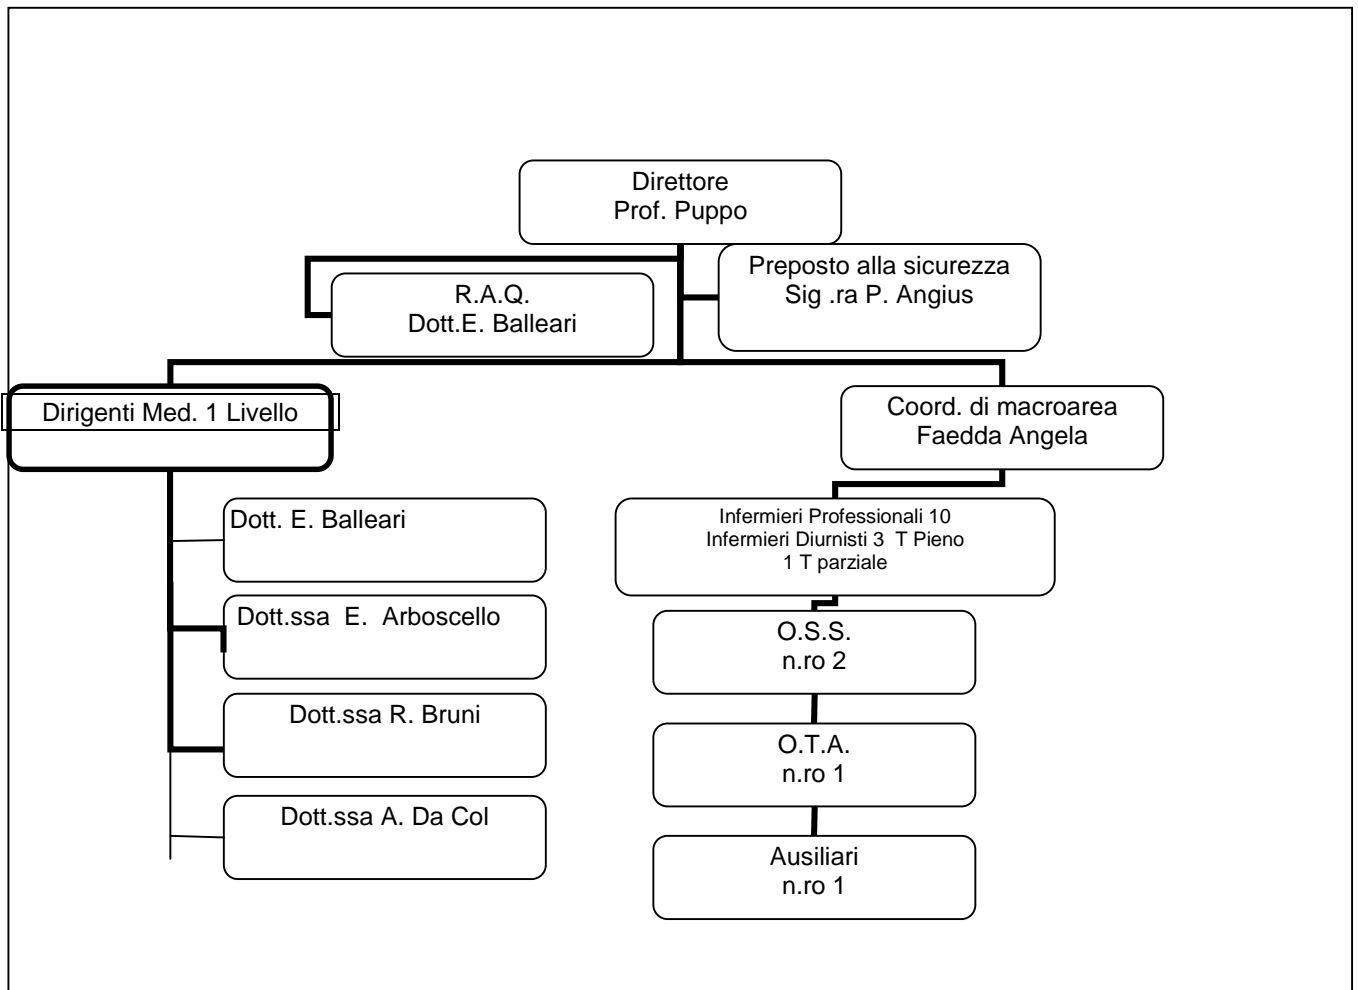 Direttore
Prof. Puppo
R.A.Q.
Dott.E. Balleari
Preposto alla sicurezza
Sig .ra P. Angius
Dirigenti Med. 1 Livello
Coord. di macroarea
Faedda Angela
Dott. E. Balleari
Dott.ssa E. Arboscello
Dott.ssa R. Bruni
Dott.ssa A. Da Col
Infermieri Professionali 10
Infermieri Diurnisti 3 T Pieno
1 T parziale
O.S.S.
n.ro 2
O.T.A.
n.ro 1
Ausiliari
n.ro 1